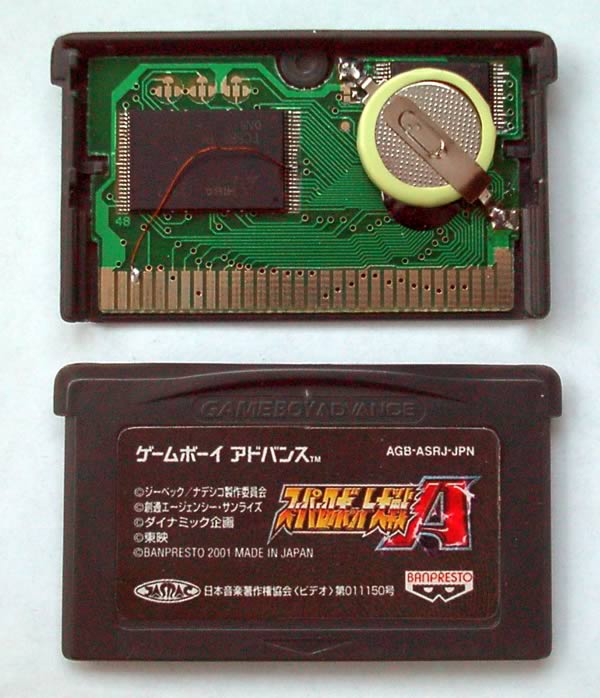 48
GAMEBOY ADVANCE
ゲームボーイ アドバンス™
AGB-ASRJ-JPN
©ジーベック／ナデシコ製作委員会
©創通エージェンシー・サンライズ
©ダイナミック企画
©東映
©BANPRESTO 2001 MADE IN JAPAN
スーパーロボット大戦A
BANPRESTO
JASRAC
日本音楽著作権協会〈ビデオ〉第011150号